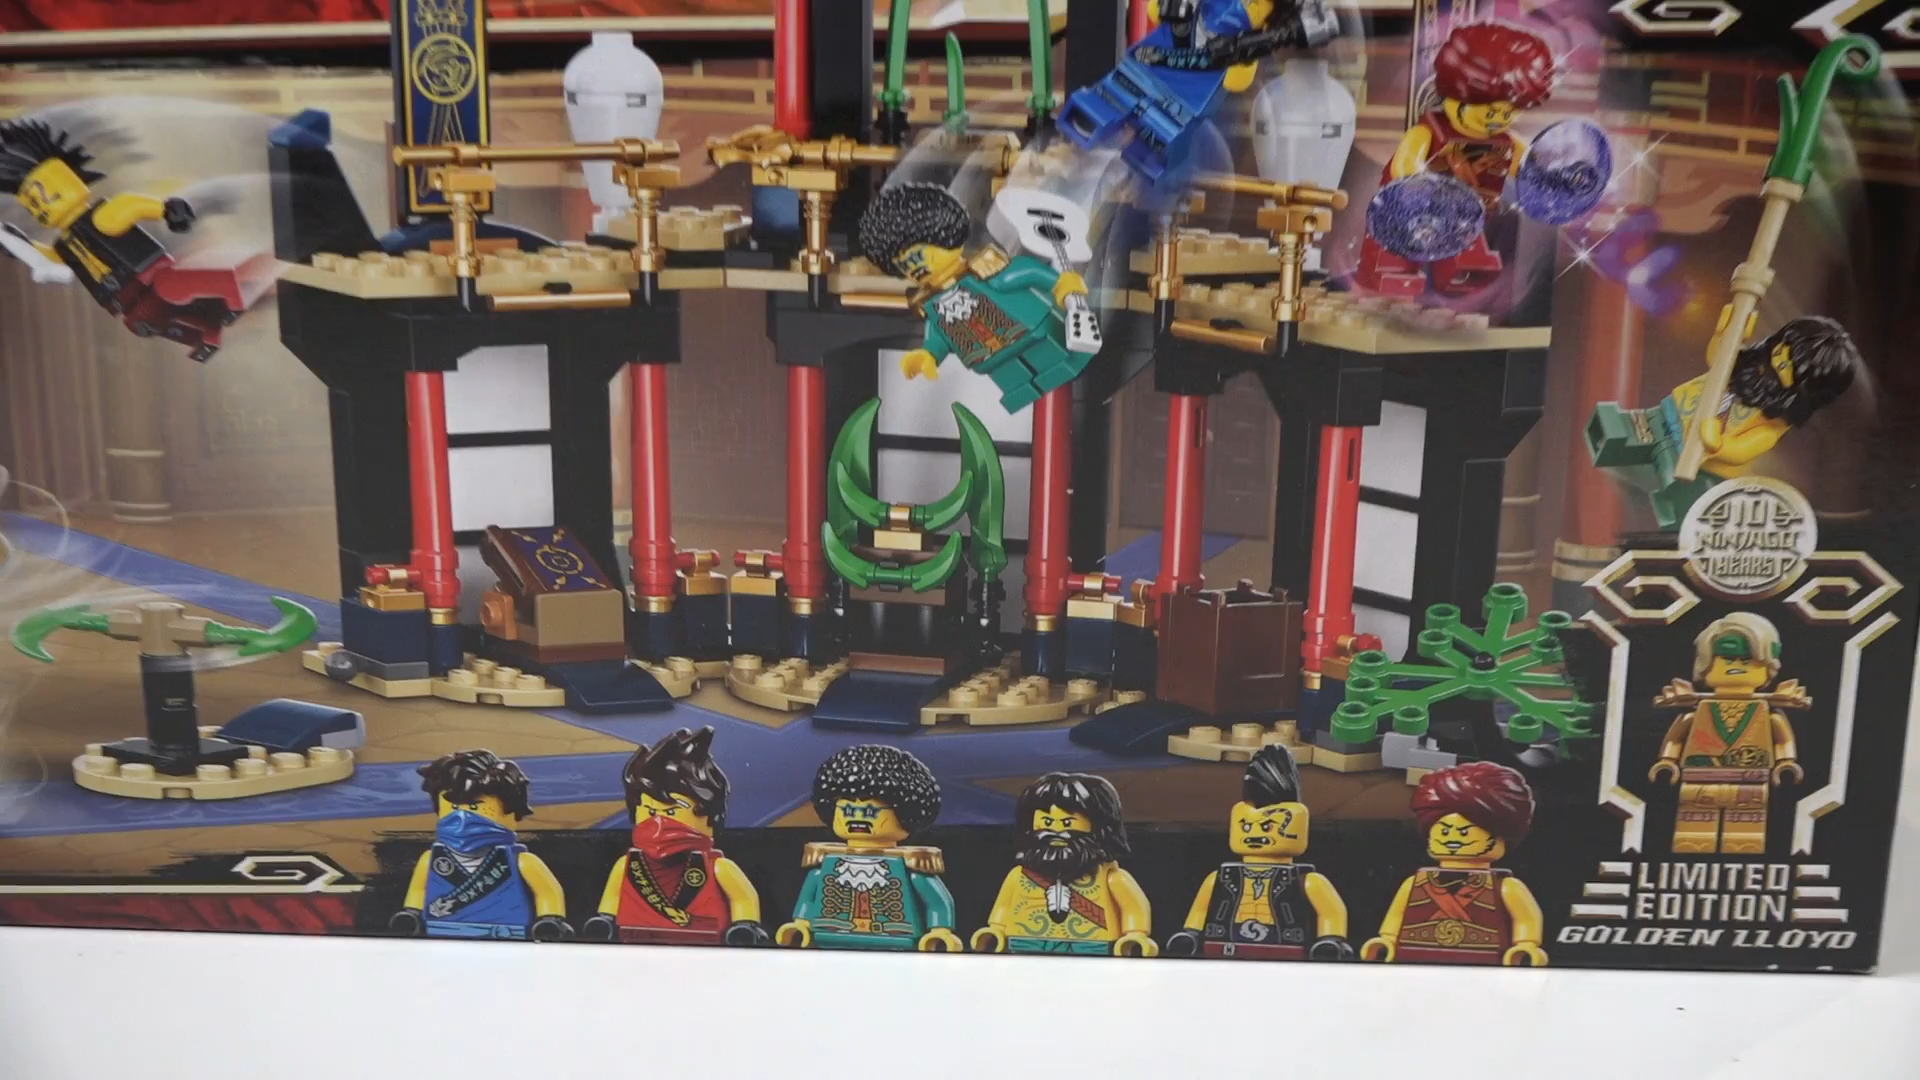 10
NINJAGO
YEARS
LIMITED
EDITION
GOLDEN LLOYD